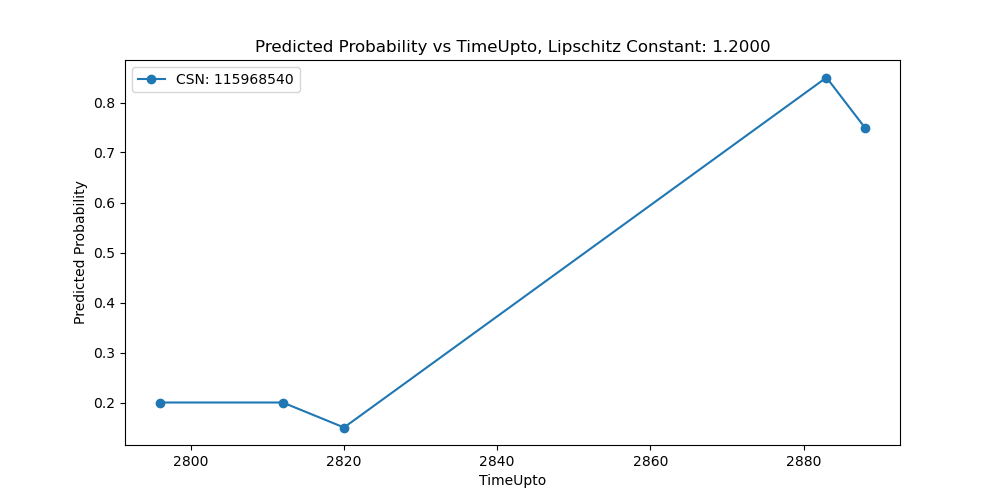 Predicted Probability vs TimeUpto, Lipschitz Constant: 1.2000
CSN: 115968540
Predicted Probability
0.8
0.7
0.6
0.5
0.4
0.3
0.2
2800 2820 2840 2860 2880
TimeUpto